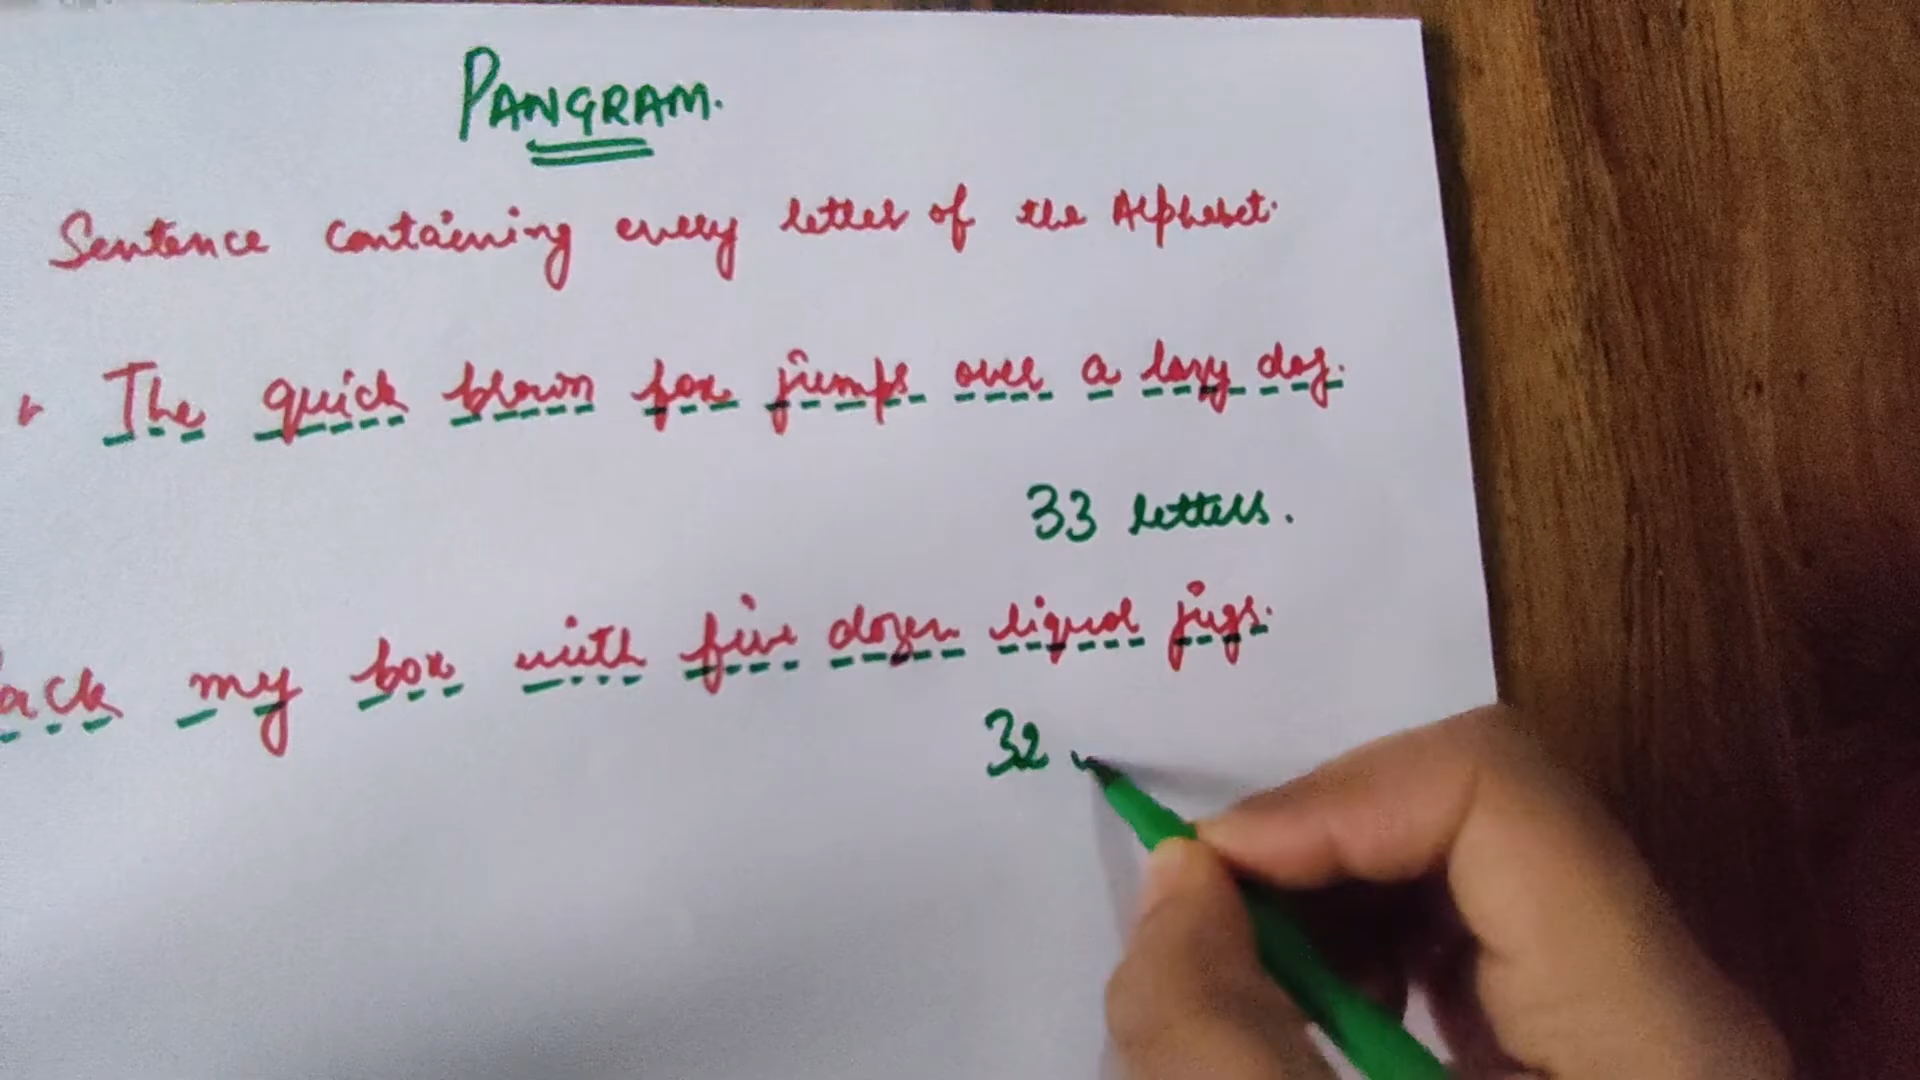 PANGRAM.
Sentence containing every letter of the Alphabet.
The quick brown fox jumps over a lazy dog.
33 letters.
ack my box with five dozen liquid jugs.
32